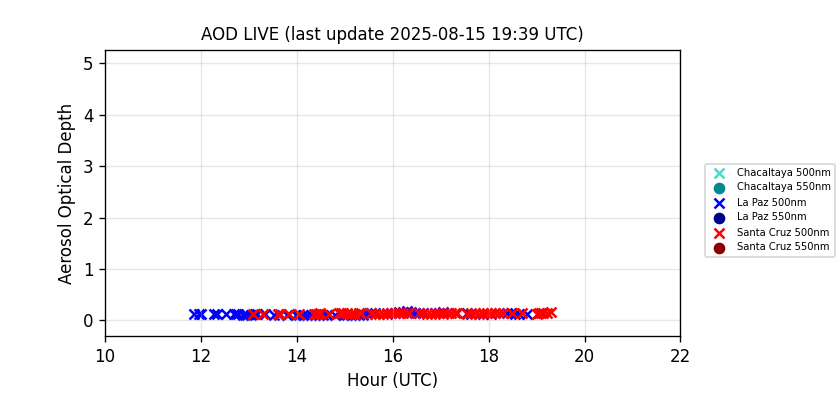 AOD LIVE (last update 2025-08-15 19:39 UTC)
Aerosol Optical Depth
5
4
3
2
1
0
10 12 14 16 18 20 22
Hour (UTC)
Chacaltaya 500nm
Chacaltaya 550nm
La Paz 500nm
La Paz 550nm
Santa Cruz 500nm
Santa Cruz 550nm